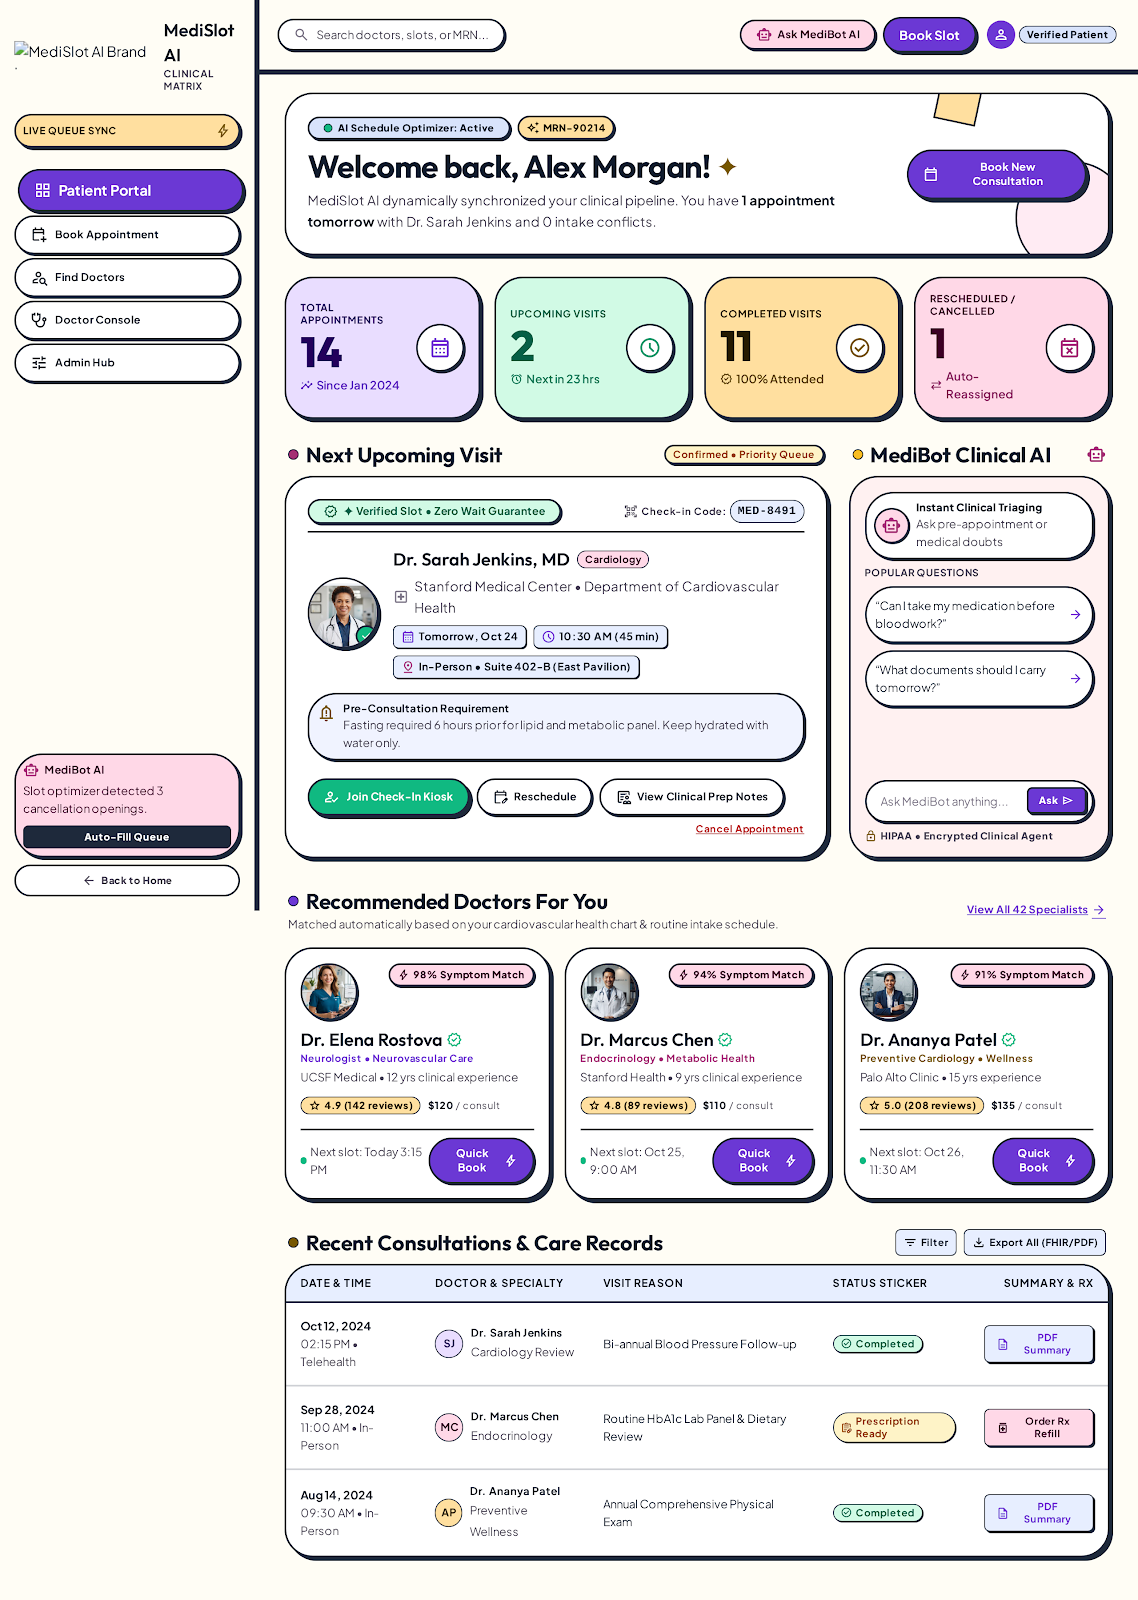 MediSlot AI Brand
MediSlot
AI
CLINICAL
MATRIX
LIVE QUEUE SYNC
Patient Portal
Book Appointment
Find Doctors
Doctor Console
Admin Hub
MediBot AI
Slot optimizer detected 3
cancellation openings.
Auto-Fill Queue
Back to Home
Search doctors, slots, or MRN...
Ask MediBot AI
Book Slot
Verified Patient
AI Schedule Optimizer: Active
MRN-90214
Welcome back, Alex Morgan! ✦
MediSlot AI dynamically synchronized your clinical pipeline. You have 1 appointment
tomorrow with Dr. Sarah Jenkins and 0 intake conflicts.
Book New
Consultation
TOTAL
APPOINTMENTS
14
Since Jan 2024
UPCOMING VISITS
2
Next in 23 hrs
COMPLETED VISITS
11
100% Attended
RESCHEDULED /
CANCELLED
1
Auto-
Reassigned
Next Upcoming Visit
Confirmed • Priority Queue
✦ Verified Slot • Zero Wait Guarantee
Check-in Code: MED-8491
Dr. Sarah Jenkins, MD
Cardiology
Stanford Medical Center • Department of Cardiovascular
Health
Tomorrow, Oct 24
10:30 AM (45 min)
In-Person • Suite 402-B (East Pavilion)
Pre-Consultation Requirement
Fasting required 6 hours prior for lipid and metabolic panel. Keep hydrated with
water only.
Join Check-In Kiosk
Reschedule
View Clinical Prep Notes
Cancel Appointment
MediBot Clinical AI
Instant Clinical Triaging
Ask pre-appointment or
medical doubts
POPULAR QUESTIONS
"Can I take my medication before
bloodwork?"
"What documents should I carry
tomorrow?"
Ask MediBot anything...
Ask
HIPAA • Encrypted Clinical Agent
Recommended Doctors For You
Matched automatically based on your cardiovascular health chart & routine intake schedule.
View All 42 Specialists
98% Symptom Match
Dr. Elena Rostova
Neurologist • Neurovascular Care
UCSF Medical • 12 yrs clinical experience
4.9 (142 reviews)
$120 / consult
Next slot: Today 3:15
PM
Quick
Book
94% Symptom Match
Dr. Marcus Chen
Endocrinology • Metabolic Health
Stanford Health • 9 yrs clinical experience
4.8 (89 reviews)
$110 / consult
Next slot: Oct 25,
9:00 AM
Quick
Book
91% Symptom Match
Dr. Ananya Patel
Preventive Cardiology • Wellness
Palo Alto Clinic • 15 yrs experience
5.0 (208 reviews)
$135 / consult
Next slot: Oct 26,
11:30 AM
Quick
Book
Recent Consultations & Care Records
Filter
Export All (FHIR/PDF)
DATE & TIME
DOCTOR & SPECIALTY
VISIT REASON
STATUS STICKER
SUMMARY & RX
Oct 12, 2024
02:15 PM •
Telehealth
SJ
Dr. Sarah Jenkins
Cardiology Review
Bi-annual Blood Pressure Follow-up
Completed
PDF
Summary
Sep 28, 2024
11:00 AM • In-
Person
MC
Dr. Marcus Chen
Endocrinology
Routine HbA1c Lab Panel & Dietary
Review
Prescription
Ready
Order Rx
Refill
Aug 14, 2024
09:30 AM • In-
Person
AP
Dr. Ananya Patel
Preventive
Wellness
Annual Comprehensive Physical
Exam
Completed
PDF
Summary